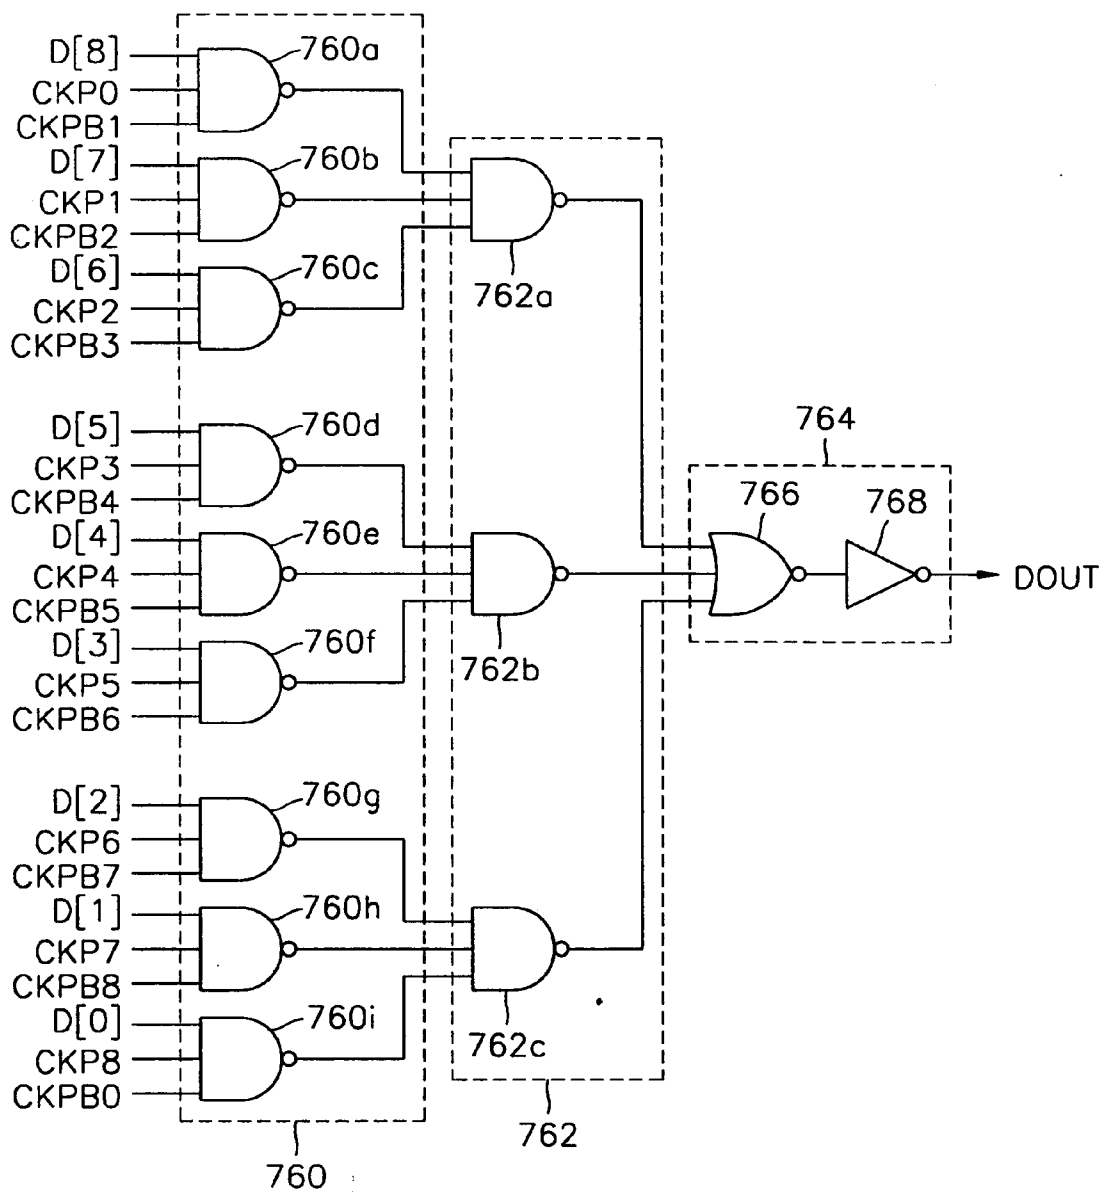 D[8]
760a
CKP0
CKPB1
D[7]
760b
CKP1
CKPB2
D[6]
760c
CKP2
CKPB3
762a
D[5]
760d
CKP3
CKPB4
D[4]
760e
CKP4
CKPB5
D[3]
760f
CKP5
CKPB6
762b
764
766
768
DOUT
D[2]
760g
CKP6
CKPB7
D[1]
760h
CKP7
CKPB8
D[0]
760i
CKP8
CKPB0
762c
762
760